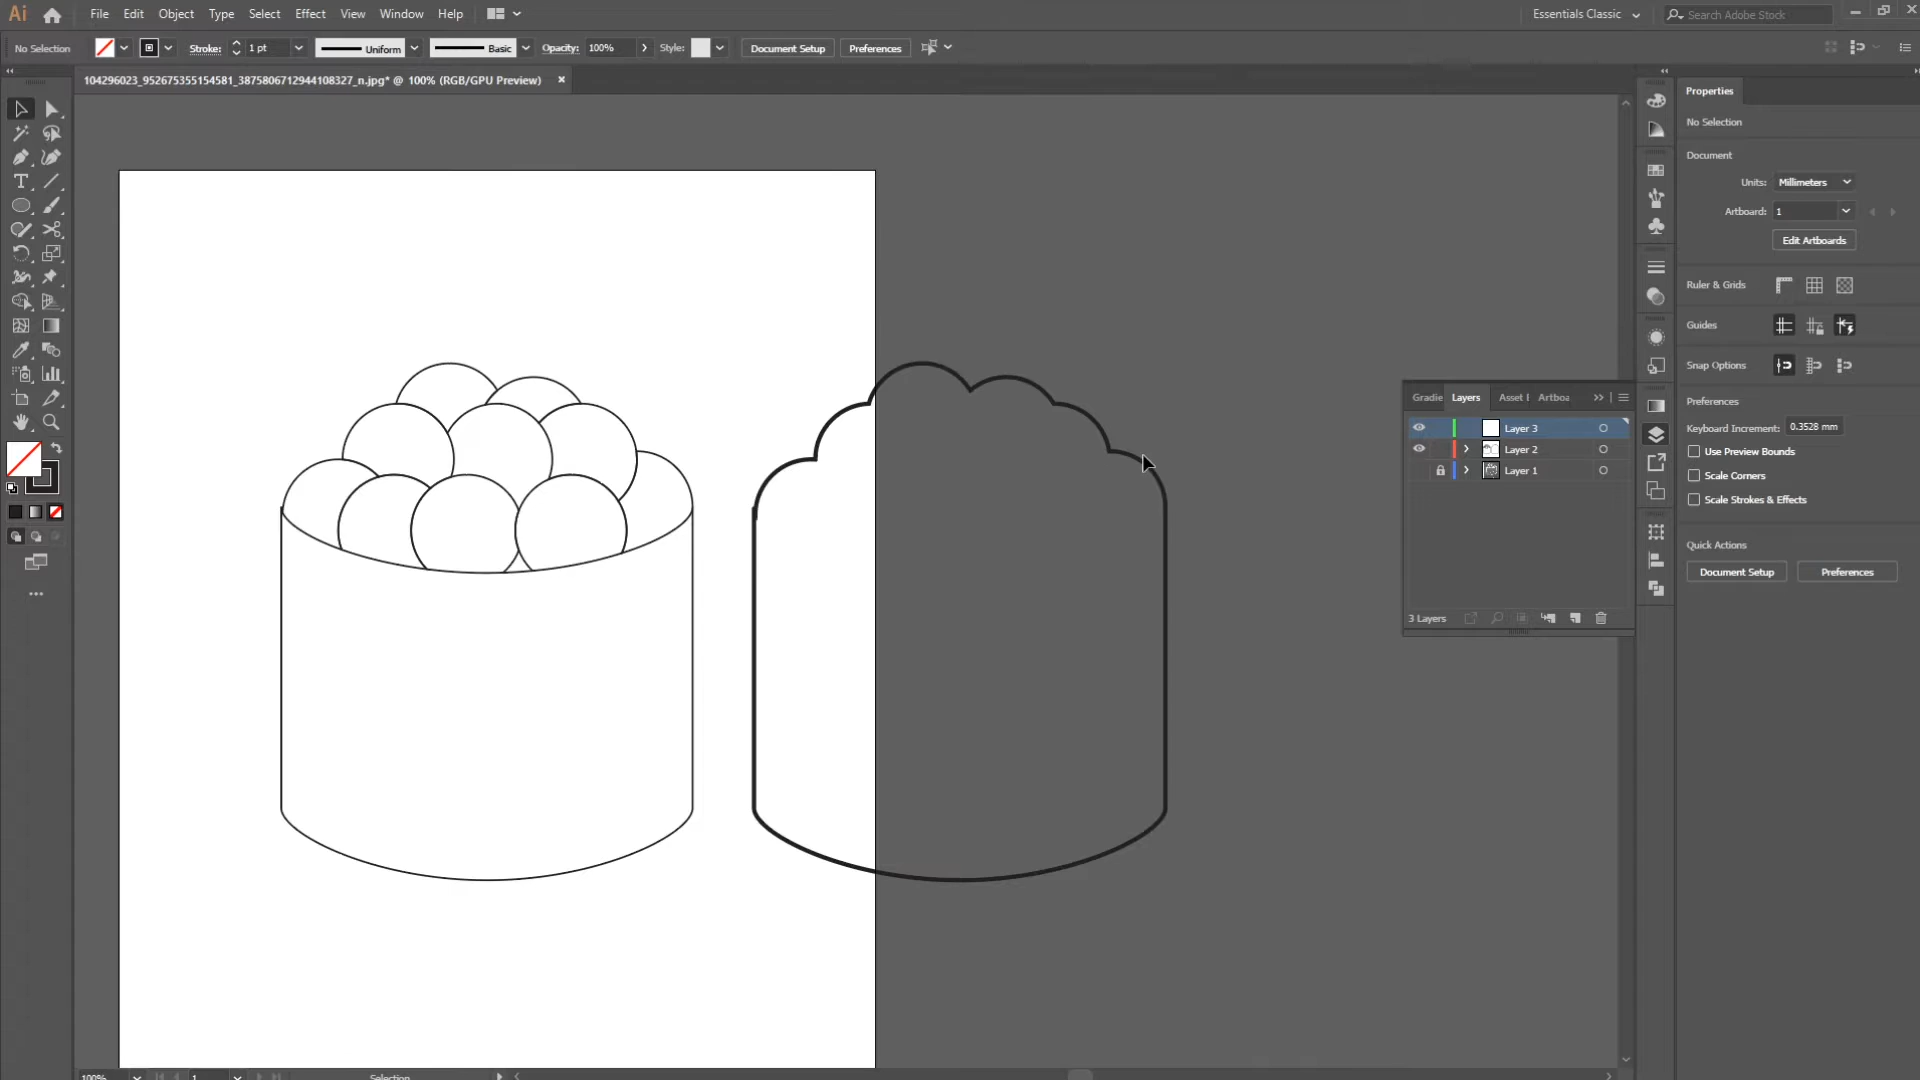 Ai File Edit Object Type Select Effect View Window Help Essentials Classic Search Adobe Stock
No Selection Stroke: 1 pt Uniform Basic Opacity: 100% Style: Document Setup Preferences
104296023_952675355154581_3875806712944108327_n.jpg* @ 100% (RGB/GPU Preview)
Properties
No Selection
Document
Units: Millimeters
Artboard: 1
Edit Artboards
Ruler & Grids
Guides
Snap Options
Preferences
Keyboard Increment: 0.3528 mm
Use Preview Bounds
Scale Corners
Scale Strokes & Effects
Quick Actions
Document Setup Preferences
Gradie Layers Asset E Artboa
Layer 3
Layer 2
Layer 1
3 Layers
100% 1 Selection